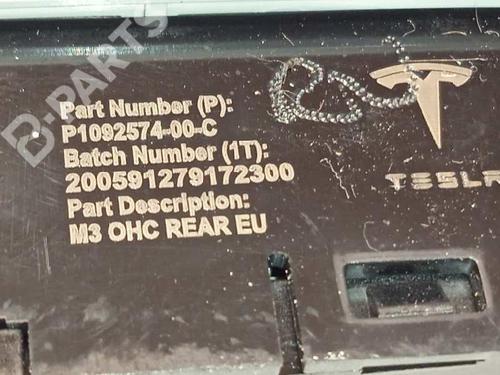 B-PARTS
Part Number (P):
P1092574-00-C
Batch Number (1T):
200591279172300
Part Description:
M3 OHC REAR EU
TESLA